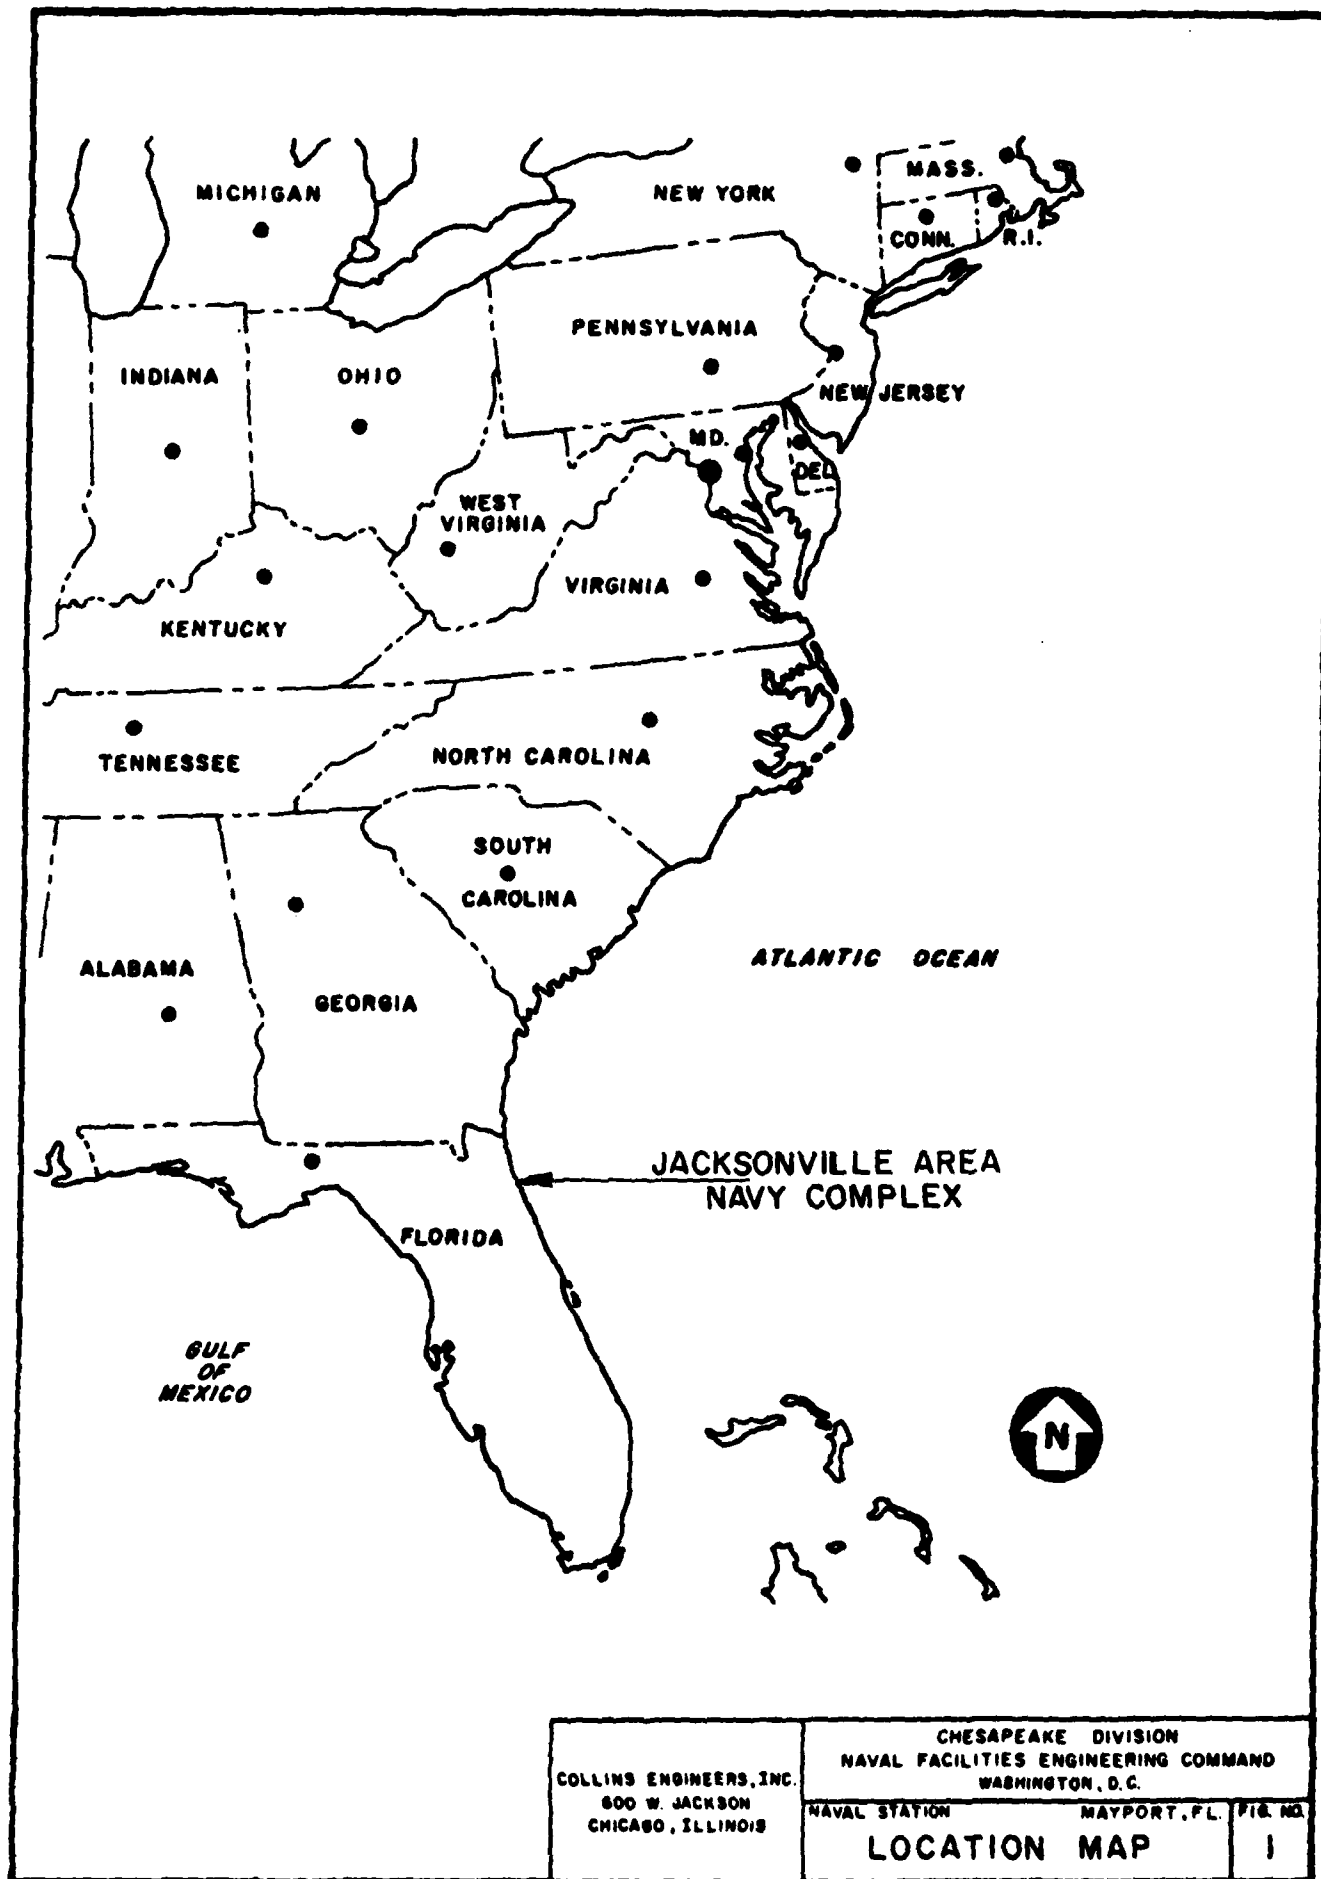 MICHIGAN
NEW YORK
MASS.
CONN.
R.I.
PENNSYLVANIA
INDIANA
OHIO
NEW JERSEY
MD.
DEL
WEST
VIRGINIA
VIRGINIA
KENTUCKY
TENNESSEE
NORTH CAROLINA
SOUTH
CAROLINA
ATLANTIC OCEAN
ALABAMA
GEORGIA
JACKSONVILLE AREA
NAVY COMPLEX
FLORIDA
GULF
OF
MEXICO
N
COLLINS ENGINEERS, INC.
600 W. JACKSON
CHICAGO, ILLINOIS
CHESAPEAKE DIVISION
NAVAL FACILITIES ENGINEERING COMMAND
WASHINGTON, D.C.
NAVAL STATION MAYPORT, FL.
LOCATION MAP
FIG. NO.
1